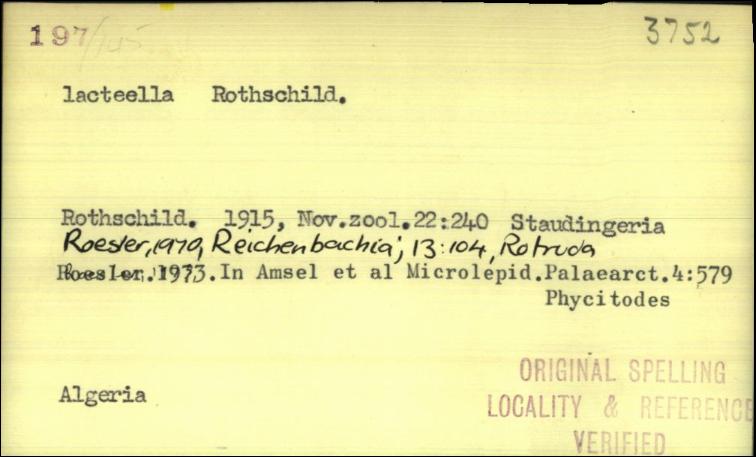 197/145 3752
lacteella Rothschild.
Rothschild. 1915, Nov.zool.22:240 Staudingeria
Roesler, 1970, Reichenbachia, 13:104, Rotruda
Roesler.1973.In Amsel et al Microlepid.Palaearct.4:579
Phycitodes
Algeria
ORIGINAL SPELLING
LOCALITY & REFERENCE
VERIFIED